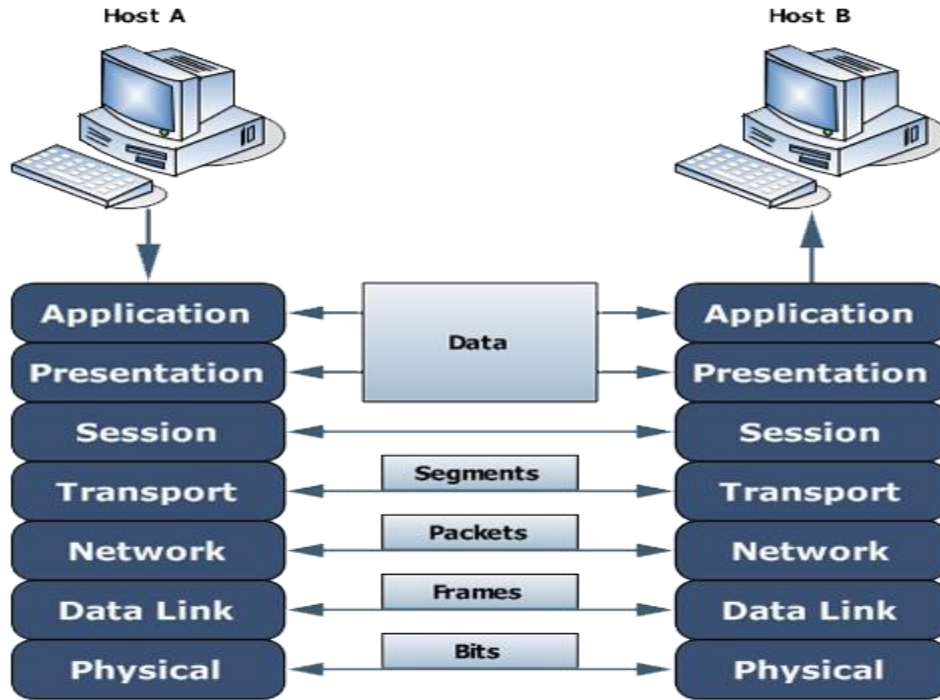 Host A
Host B
Application
Data
Application
Presentation
Presentation
Session
Session
Transport
Segments
Transport
Network
Packets
Network
Data Link
Frames
Data Link
Physical
Bits
Physical